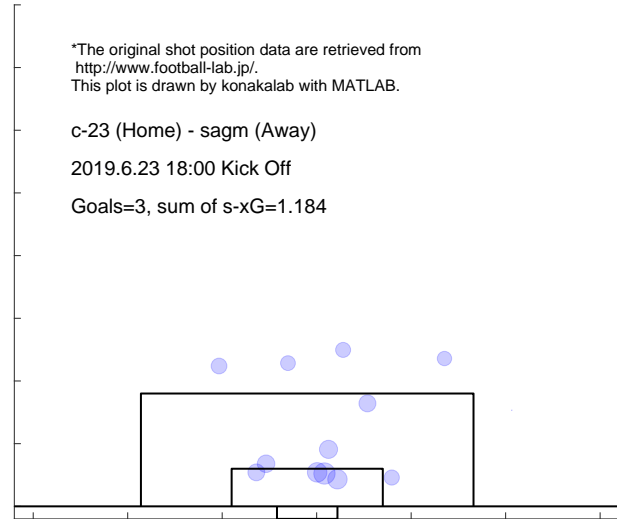 *The original shot position data are retrieved from
http://www.football-lab.jp/.
This plot is drawn by konakalab with MATLAB.
c-23 (Home) - sagm (Away)
2019.6.23 18:00 Kick Off
Goals=3, sum of s-xG=1.184